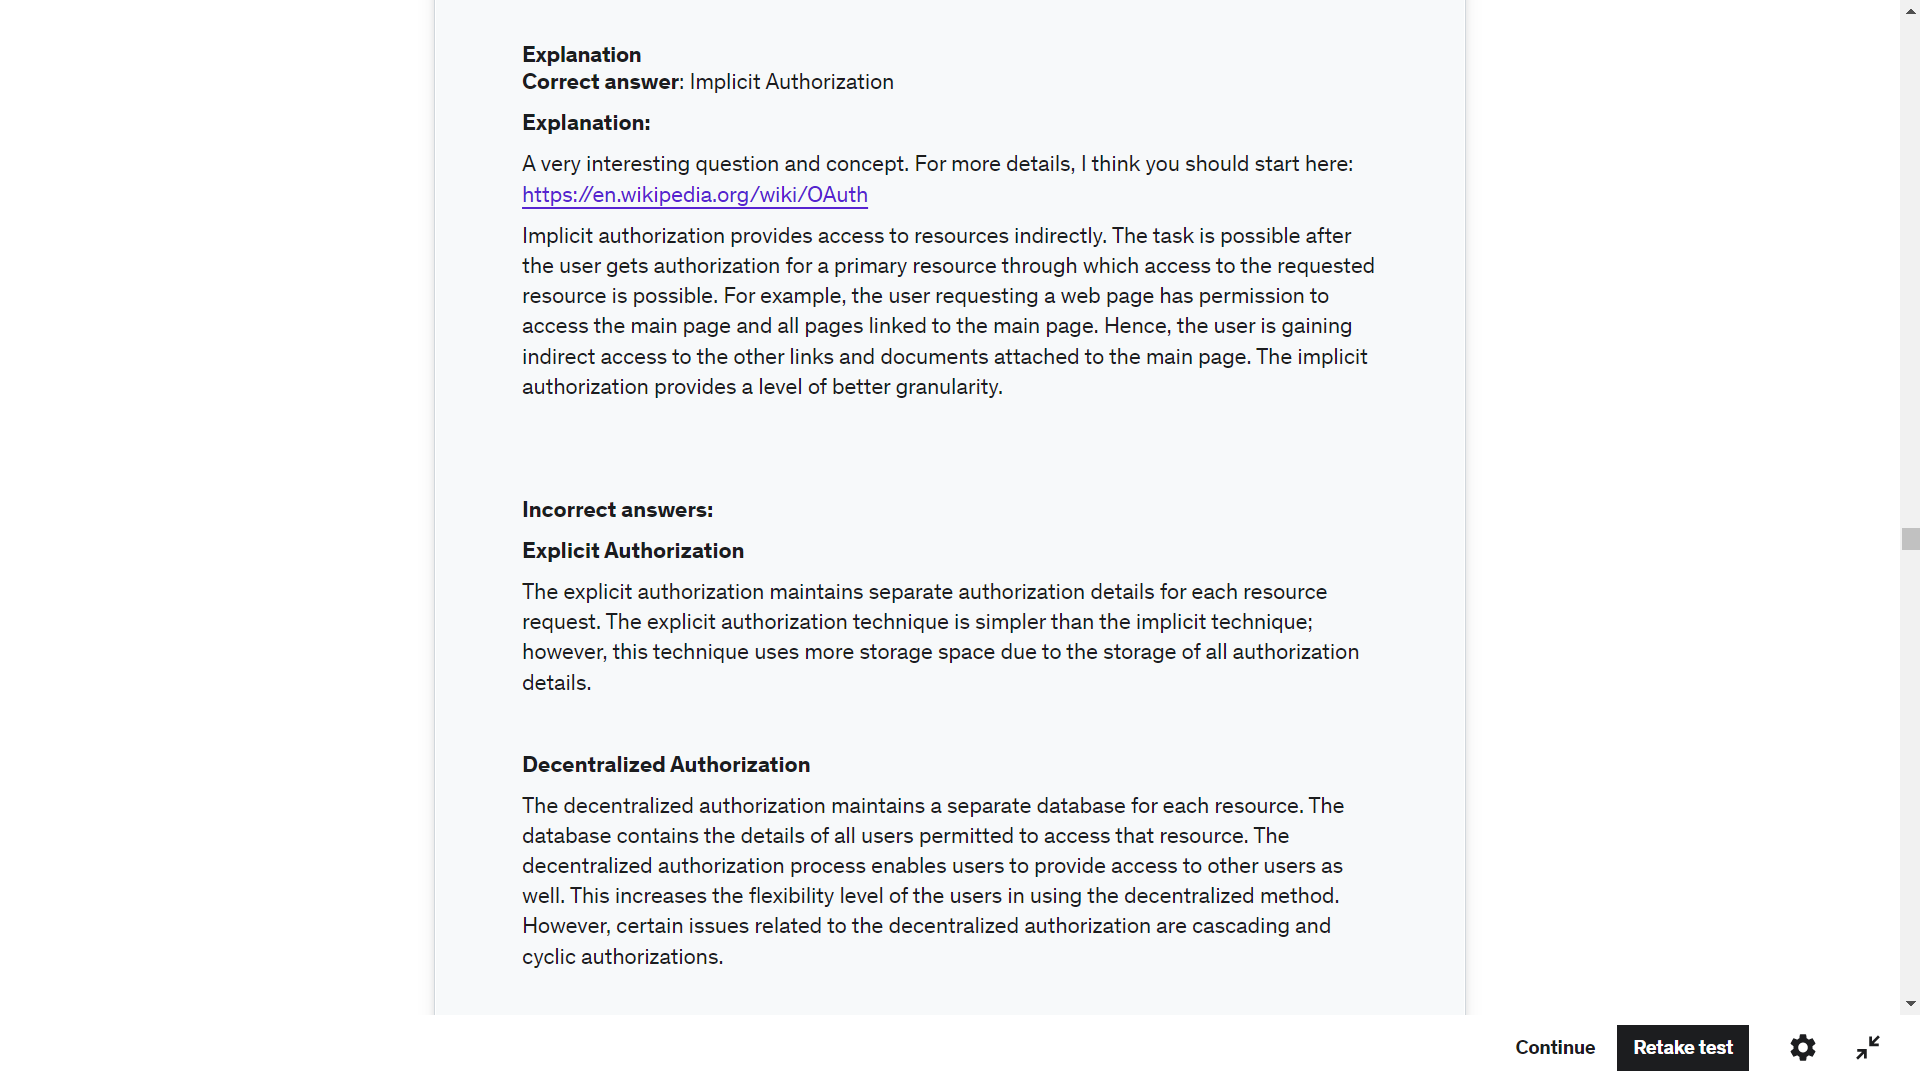 Explanation
Correct answer: Implicit Authorization
Explanation:
A very interesting question and concept. For more details, I think you should start here:
https://en.wikipedia.org/wiki/OAuth
Implicit authorization provides access to resources indirectly. The task is possible after
the user gets authorization for a primary resource through which access to the requested
resource is possible. For example, the user requesting a web page has permission to
access the main page and all pages linked to the main page. Hence, the user is gaining
indirect access to the other links and documents attached to the main page. The implicit
authorization provides a level of better granularity.
Incorrect answers:
Explicit Authorization
The explicit authorization maintains separate authorization details for each resource
request. The explicit authorization technique is simpler than the implicit technique;
however, this technique uses more storage space due to the storage of all authorization
details.
Decentralized Authorization
The decentralized authorization maintains a separate database for each resource. The
database contains the details of all users permitted to access that resource. The
decentralized authorization process enables users to provide access to other users as
well. This increases the flexibility level of the users in using the decentralized method.
However, certain issues related to the decentralized authorization are cascading and
cyclic authorizations.
Continue
Retake test